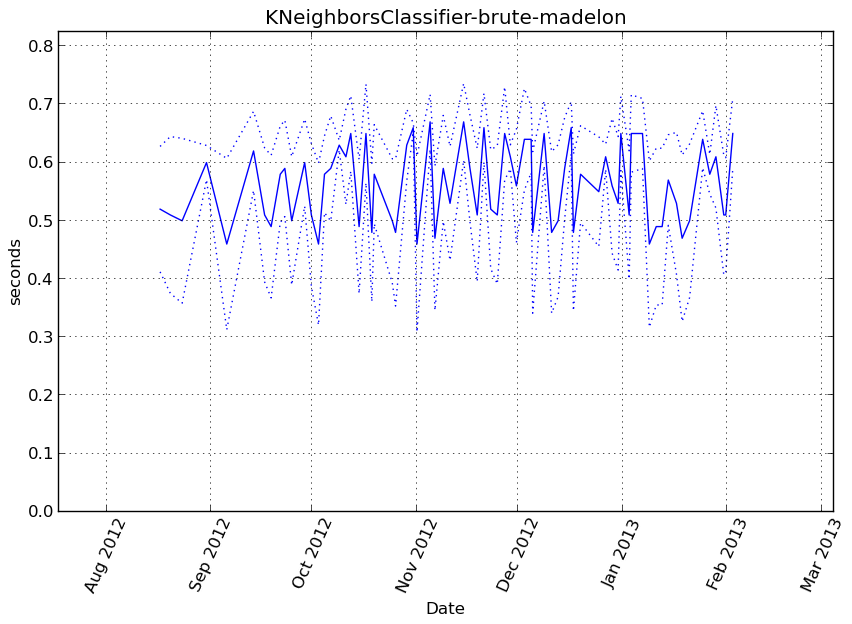 KNeighborsClassifier-brute-madelon
0.8
0.7
0.6
0.5
0.4
0.3
0.2
0.1
0.0
seconds
Aug 2012
Sep 2012
Oct 2012
Nov 2012
Dec 2012
Jan 2013
Feb 2013
Mar 2013
Date